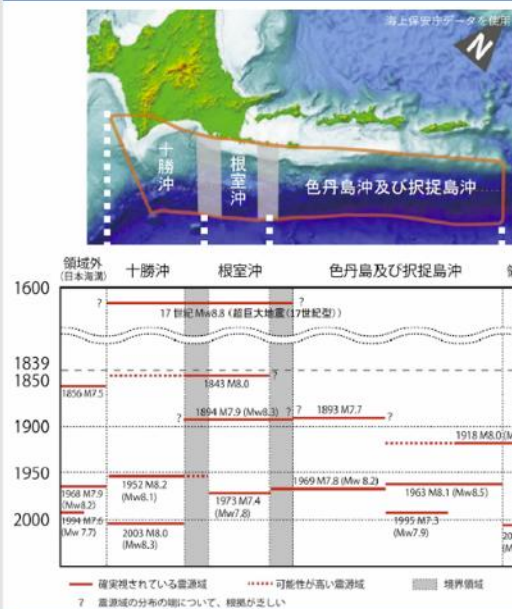 海上保安庁データを使用
N
十勝沖
根室沖
色丹島沖及び択捉島沖
領域外
(日本海溝)
十勝沖
根室沖
色丹島及び択捉島沖
1600
?
?
17 世紀 Mw8.8 (超巨大地震(17世紀型))
1839
1850
1843 M8.0
?
1856 M7.5
1894 M7.9 (Mw8.3)
?
?
?
1893 M7.7
?
1900
1918 M8.0
1950
1952 M8.2
(Mw8.1)
1969 M7.8 (Mw 8.2)
1963 M8.1 (Mw8.5)
1968 M7.9
(Mw8.2)
1973 M7.4
(Mw7.8)
2000
1994 M7.6
(Mw 7.7)
2003 M8.0
(Mw8.3)
1995 M7.3
(Mw7.9)
確実視されている震源域
可能性が高い震源域
境界領域
? 震源域の分布の端について、根拠が乏しい